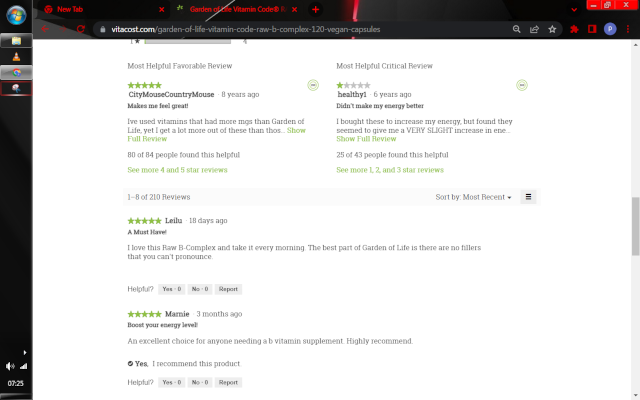 New Tab
Garden of Life Vitamin Code® R
vitacost.com/garden-of-life-vitamin-code-raw-b-complex-120-vegan-capsules
P
1 ★
4
Most Helpful Favorable Review
CityMouseCountryMouse · 8 years ago
Makes me feel great!
Ive used vitamins that had more mgs than Garden of
Life, yet I get a lot more out of these than thos... Show
Full Review
80 of 84 people found this helpful
See more 4 and 5 star reviews
Most Helpful Critical Review
healthy1 · 6 years ago
Didn't make my energy better
I bought these to increase my energy, but found they
seemed to give me a VERY SLIGHT increase in ene...
Show Full Review
25 of 43 people found this helpful
See more 1, 2, and 3 star reviews
1–8 of 210 Reviews
Sort by: Most Recent
Leilu · 18 days ago
A Must Have!
I love this Raw B-Complex and take it every morning. The best part of Garden of Life is there are no fillers
that you can't pronounce.
Helpful? Yes · 0 No · 0 Report
Marnie · 3 months ago
Boost your energy level!
An excellent choice for anyone needing a b vitamin supplement. Highly recommend.
Yes, I recommend this product.
Helpful? Yes · 0 No · 0 Report
07:25